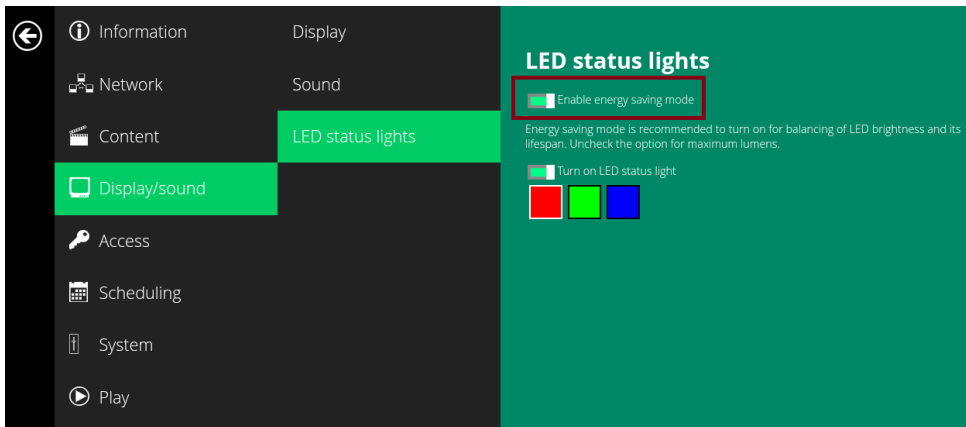 Information
Network
Content
Display/sound
Access
Scheduling
System
Play
Display
Sound
LED status lights
LED status lights
Enable energy saving mode
Energy saving mode is recommended to turn on for balancing of LED brightness and its
lifespan. Uncheck the option for maximum lumens.
Turn on LED status light